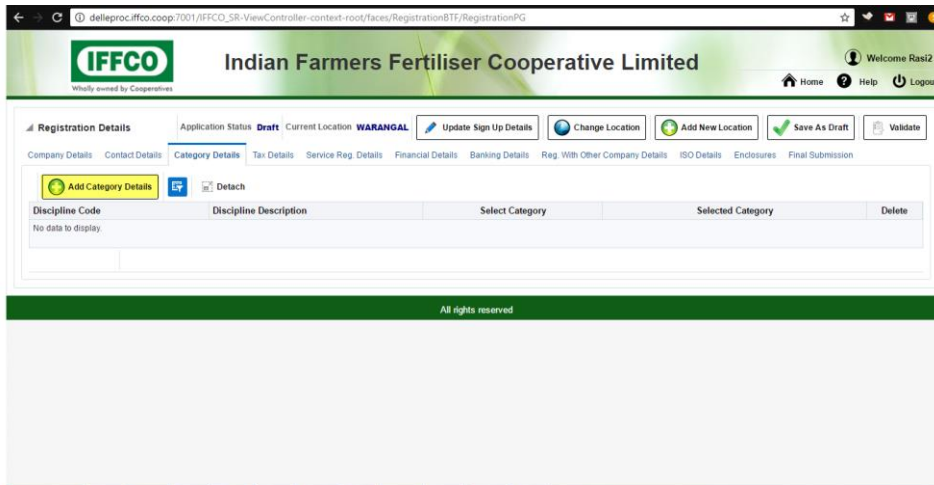 delleproc.iffco.coop:7001/IFFCO_SR-ViewController-context-root/faces/RegistrationBTF/RegistrationPG
IFFCO
Wholly owned by Cooperatives
Indian Farmers Fertiliser Cooperative Limited
Welcome Rasi2
Home Help Logou
Registration Details Application Status Draft Current Location WARANGAL Update Sign Up Details Change Location Add New Location Save As Draft Validate
Company Details Contact Details Category Details Tax Details Service Reg. Details Financial Details Banking Details Reg. With Other Company Details ISO Details Enclosures Final Submission
Add Category Details Detach
Discipline Code Discipline Description Select Category Selected Category Delete
No data to display.
All rights reserved